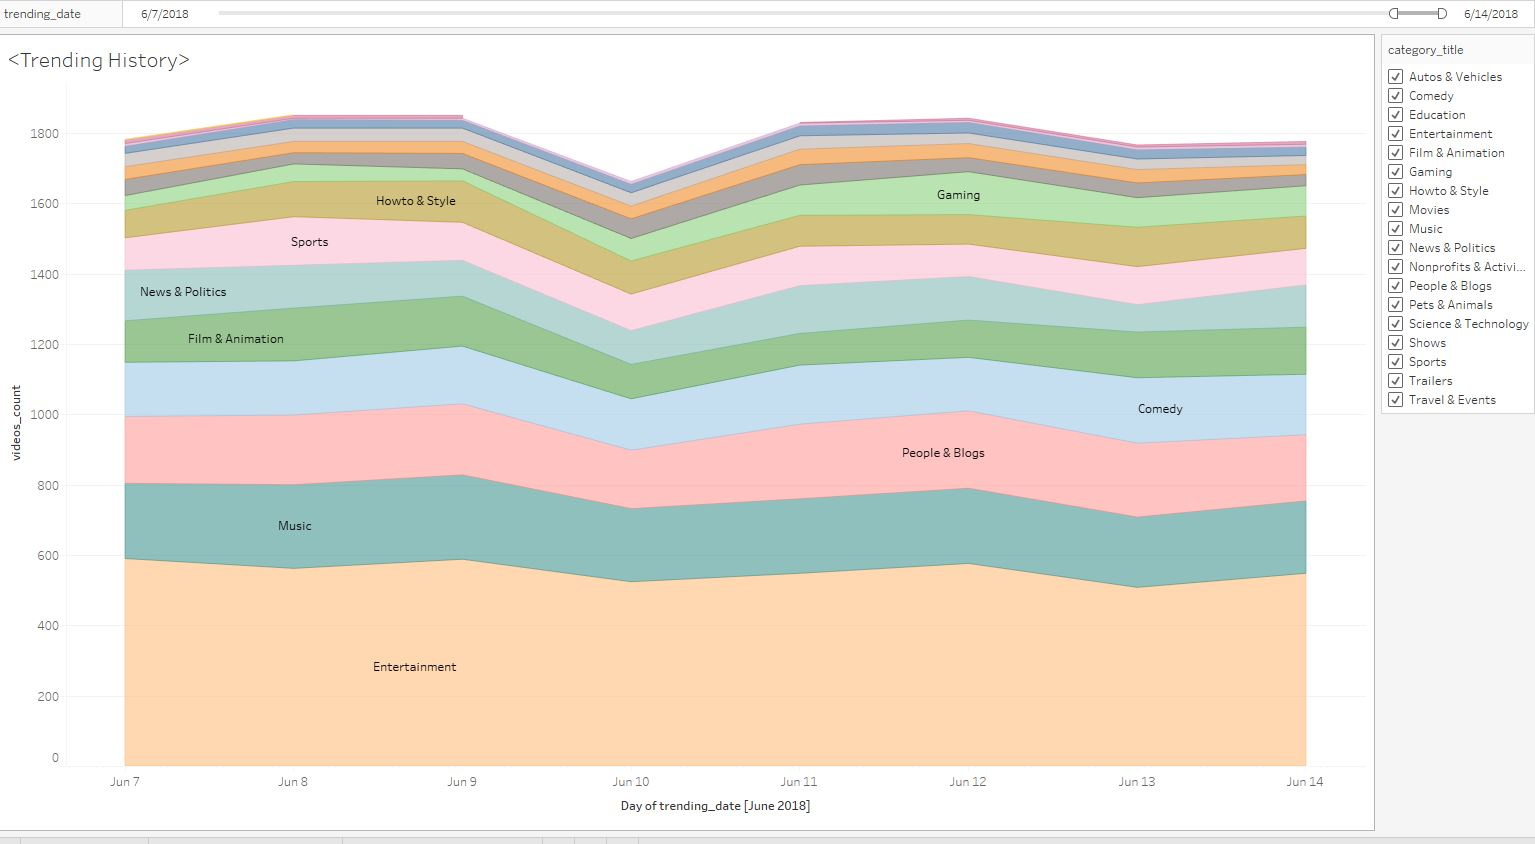 trending_date
6/7/2018
6/14/2018
<Trending History>
category_title
Autos & Vehicles
Comedy
Education
Entertainment
Film & Animation
Gaming
Howto & Style
Movies
Music
News & Politics
Nonprofits & Activi...
People & Blogs
Pets & Animals
Science & Technology
Shows
Sports
Trailers
Travel & Events
videos_count
1800
1600
1400
1200
1000
800
600
400
200
0
Howto & Style
Gaming
Sports
News & Politics
Film & Animation
Comedy
People & Blogs
Music
Entertainment
Jun 7
Jun 8
Jun 9
Jun 10
Jun 11
Jun 12
Jun 13
Jun 14
Day of trending_date [June 2018]